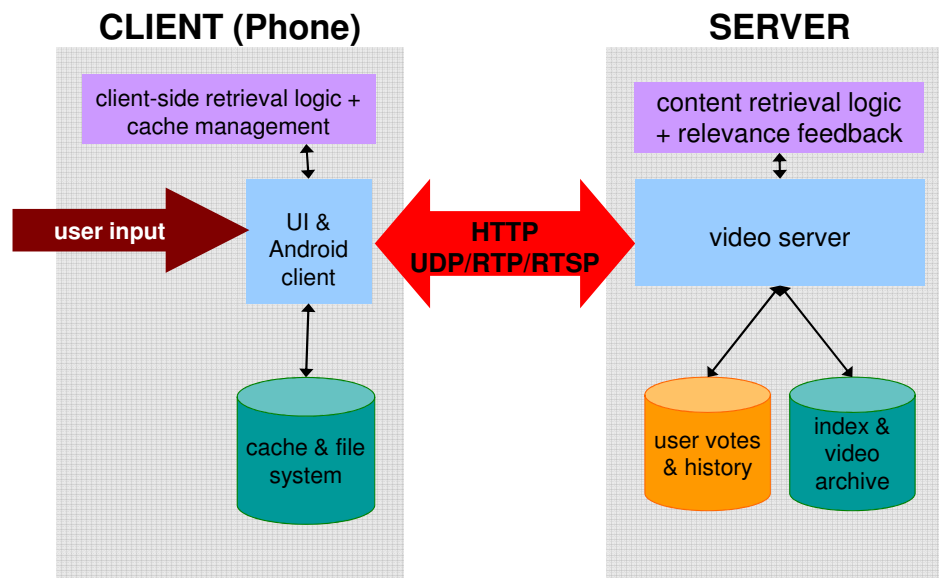 CLIENT (Phone)
SERVER
client-side retrieval logic +
cache management
content retrieval logic
+ relevance feedback
user input
UI &
Android
client
HTTP
UDP/RTP/RTSP
video server
cache & file
system
user votes
& history
index &
video
archive